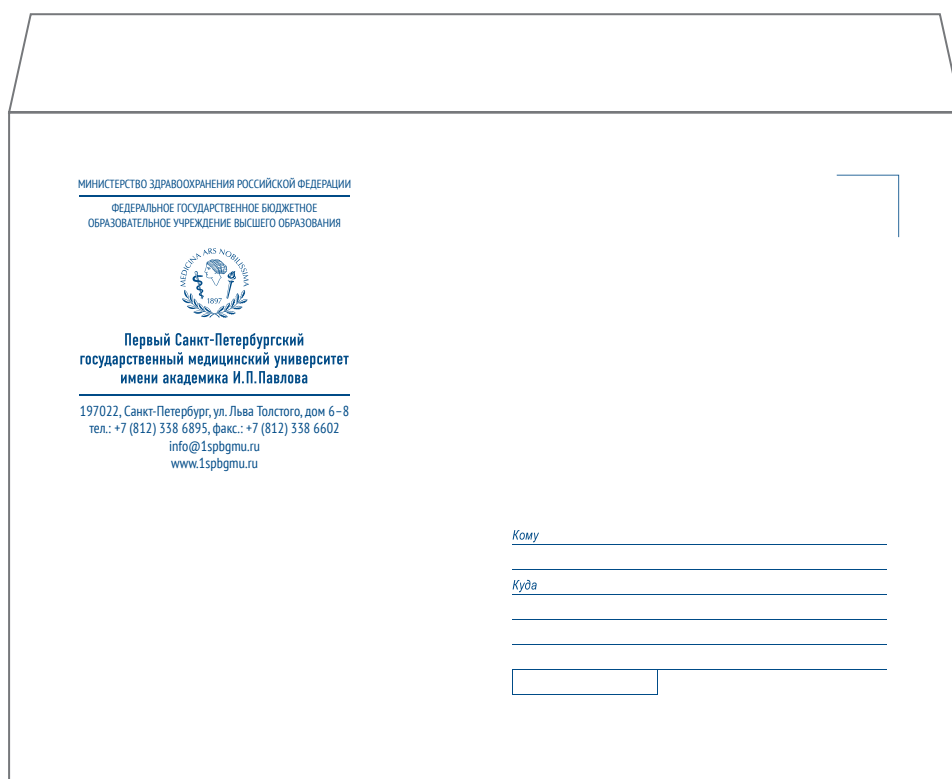 МИНИСТЕРСТВО ЗДРАВООХРАНЕНИЯ РОССИЙСКОЙ ФЕДЕРАЦИИ
ФЕДЕРАЛЬНОЕ ГОСУДАРСТВЕННОЕ БЮДЖЕТНОЕ
ОБРАЗОВАТЕЛЬНОЕ УЧРЕЖДЕНИЕ ВЫСШЕГО ОБРАЗОВАНИЯ
MEDICINA ARS NOBILISSIMA
1897
Первый Санкт-Петербургский
государственный медицинский университет
имени академика И.П.Павлова
197022, Санкт-Петербург, ул. Льва Толстого, дом 6–8
тел.: +7 (812) 338 6895, факс.: +7 (812) 338 6602
info@1spbgmu.ru
www.1spbgmu.ru
Кому
Куда